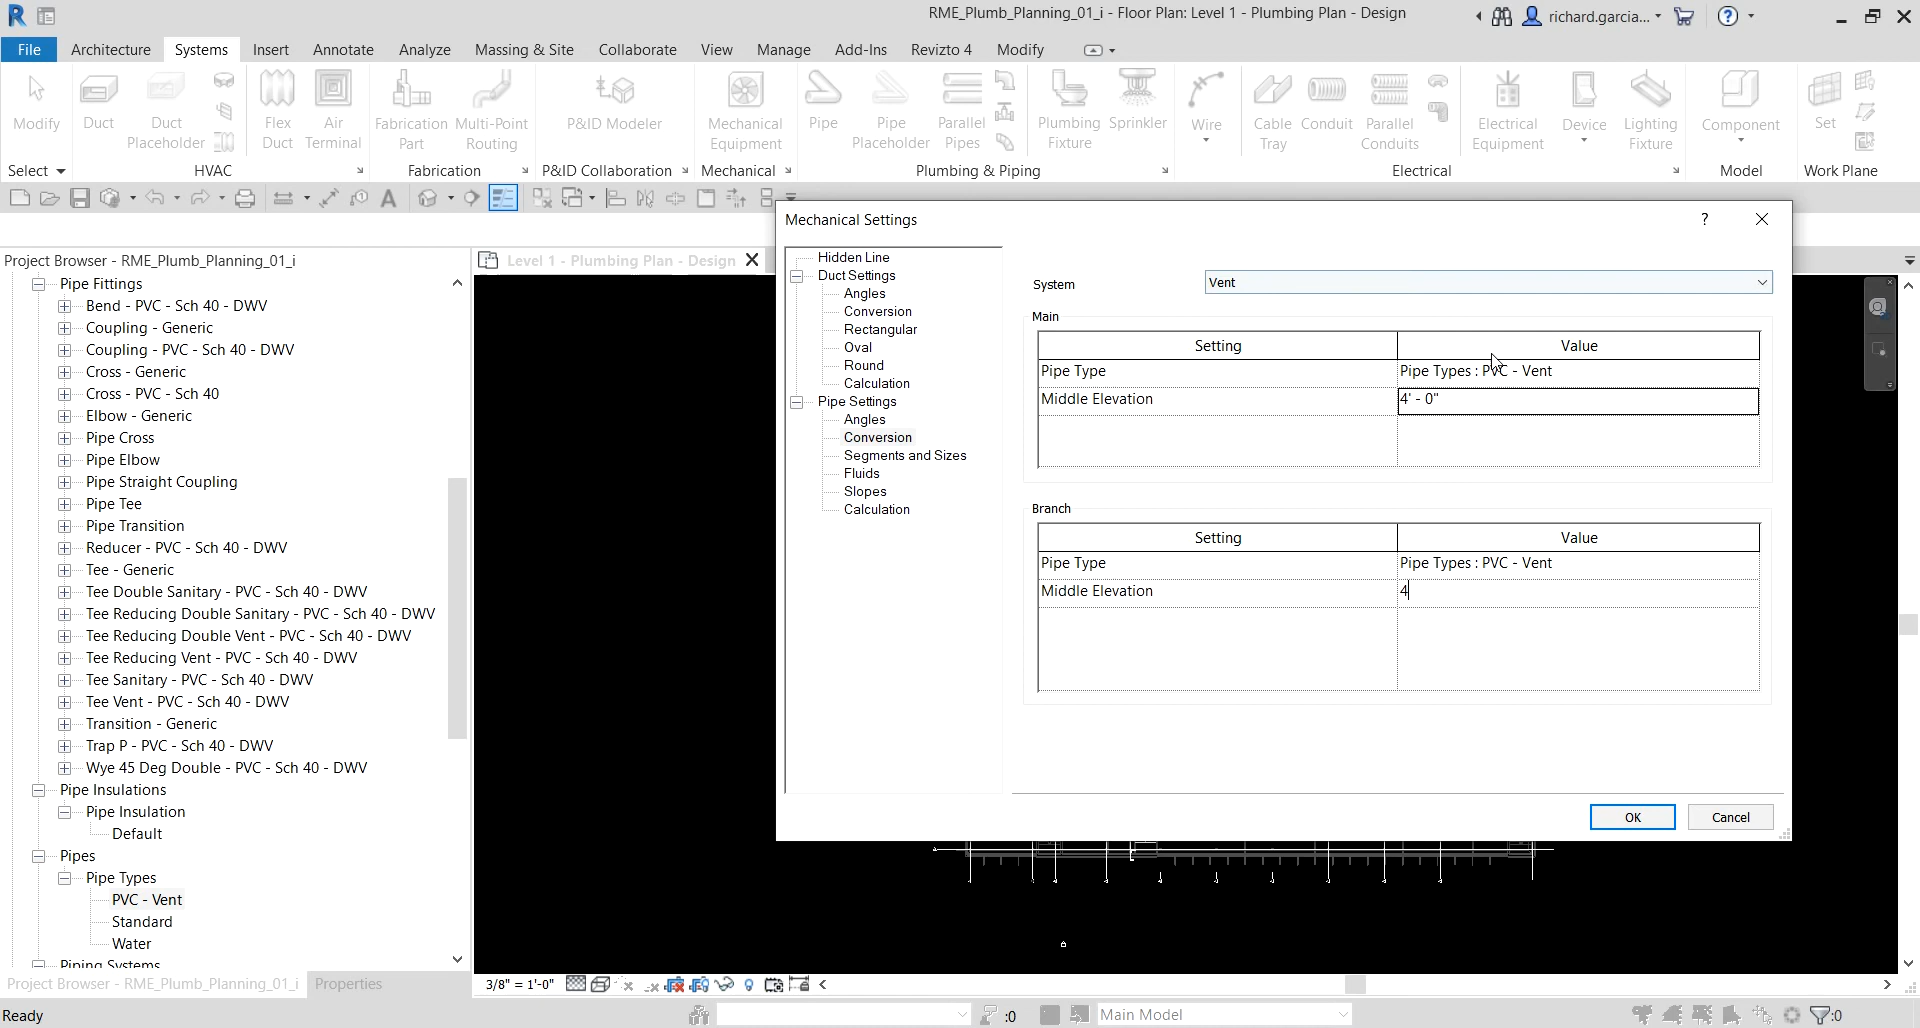 RME_Plumb_Planning_01_i - Floor Plan: Level 1 - Plumbing Plan - Design
richard.garcia...
File Architecture Systems Insert Annotate Analyze Massing & Site Collaborate View Manage Add-Ins Revizto 4 Modify
Modify
Duct
Duct Placeholder
Flex Duct
Air Terminal
Fabrication Part
Multi-Point Routing
P&ID Modeler
Mechanical Equipment
Pipe
Pipe Placeholder
Parallel Pipes
Plumbing Fixture
Sprinkler
Wire
Cable Tray
Conduit
Parallel Conduits
Electrical Equipment
Device
Lighting Fixture
Component
Set
Select HVAC Fabrication P&ID Collaboration Mechanical Plumbing & Piping Electrical Model Work Plane
Project Browser - RME_Plumb_Planning_01_i
Pipe Fittings
Bend - PVC - Sch 40 - DWV
Coupling - Generic
Coupling - PVC - Sch 40 - DWV
Cross - Generic
Cross - PVC - Sch 40
Elbow - Generic
Pipe Cross
Pipe Elbow
Pipe Straight Coupling
Pipe Tee
Pipe Transition
Reducer - PVC - Sch 40 - DWV
Tee - Generic
Tee Double Sanitary - PVC - Sch 40 - DWV
Tee Reducing Double Sanitary - PVC - Sch 40 - DWV
Tee Reducing Double Vent - PVC - Sch 40 - DWV
Tee Reducing Vent - PVC - Sch 40 - DWV
Tee Sanitary - PVC - Sch 40 - DWV
Tee Vent - PVC - Sch 40 - DWV
Transition - Generic
Trap P - PVC - Sch 40 - DWV
Wye 45 Deg Double - PVC - Sch 40 - DWV
Pipe Insulations
Pipe Insulation
Default
Pipes
Pipe Types
PVC - Vent
Standard
Water
Piping Systems
Project Browser - RME_Plumb_Planning_01_i Properties
Level 1 - Plumbing Plan - Design
Mechanical Settings
?
Hidden Line
Duct Settings
Angles
Conversion
Rectangular
Oval
Round
Calculation
Pipe Settings
Angles
Conversion
Segments and Sizes
Fluids
Slopes
Calculation
System Vent
Main
Setting Value
Pipe Type Pipe Types : PVC - Vent
Middle Elevation 4' - 0"
Branch
Setting Value
Pipe Type Pipe Types : PVC - Vent
Middle Elevation 4
OK Cancel
3/8" = 1'-0"
Ready
:0
Main Model
:0